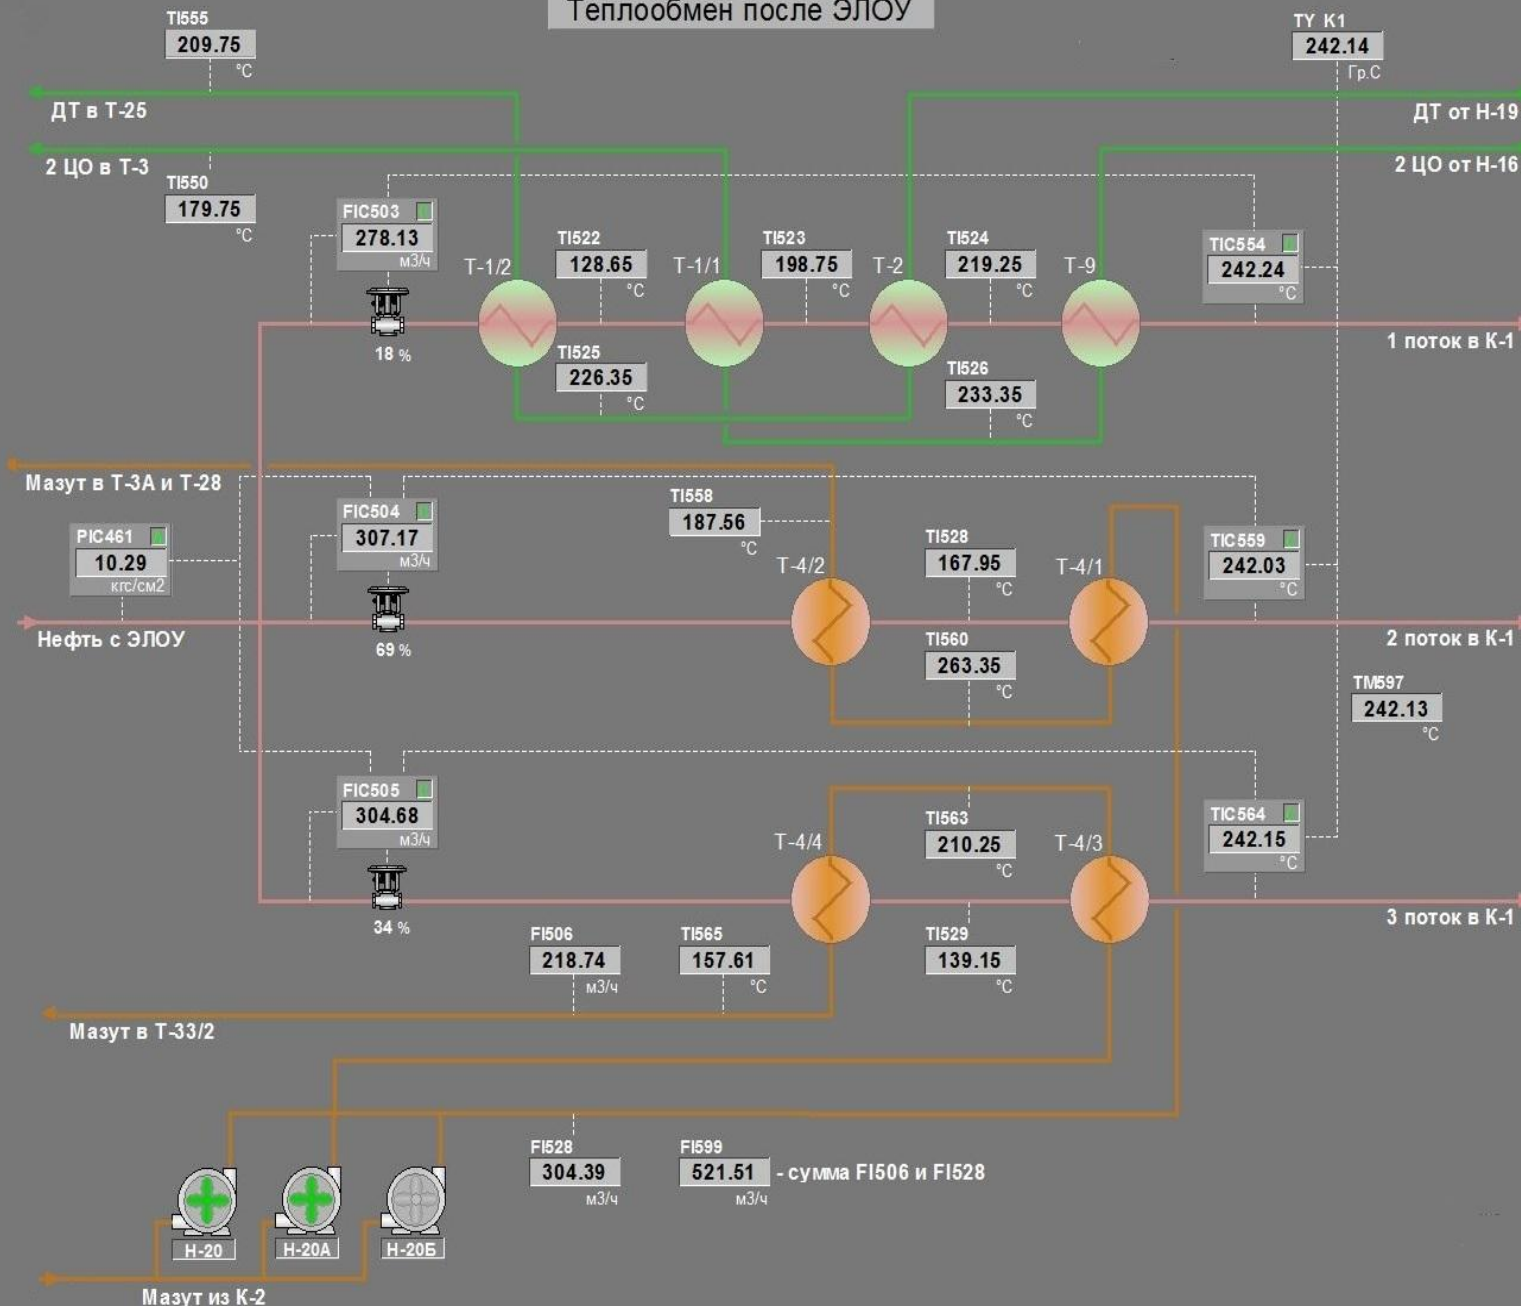 Теплообмен после ЭЛОУ
TI555
209.75
°C
TY K1
242.14
Гр.С
ДТ в Т-25
ДТ от Н-19
2 ЦО в Т-3
2 ЦО от Н-16
TI550
179.75
°C
FIC503
278.13
м3/ч
18 %
Т-1/2
TI522
128.65
°C
Т-1/1
TI523
198.75
°C
Т-2
TI524
219.25
°C
Т-9
TIC554
242.24
°C
1 поток в К-1
TI525
226.35
°C
TI526
233.35
°C
Мазут в Т-3А и Т-28
PIC461
10.29
кгс/см2
FIC504
307.17
м3/ч
69 %
TI558
187.56
°C
Т-4/2
TI528
167.95
°C
Т-4/1
TIC559
242.03
°C
Нефть с ЭЛОУ
2 поток в К-1
TI560
263.35
°C
TM597
242.13
°C
FIC505
304.68
м3/ч
34 %
Т-4/4
TI563
210.25
°C
Т-4/3
TIC564
242.15
°C
3 поток в К-1
FI506
218.74
м3/ч
TI565
157.61
°C
TI529
139.15
°C
Мазут в Т-33/2
FI528
304.39
м3/ч
FI599
521.51
м3/ч
- сумма FI506 и FI528
Н-20
Н-20А
Н-20Б
Мазут из К-2